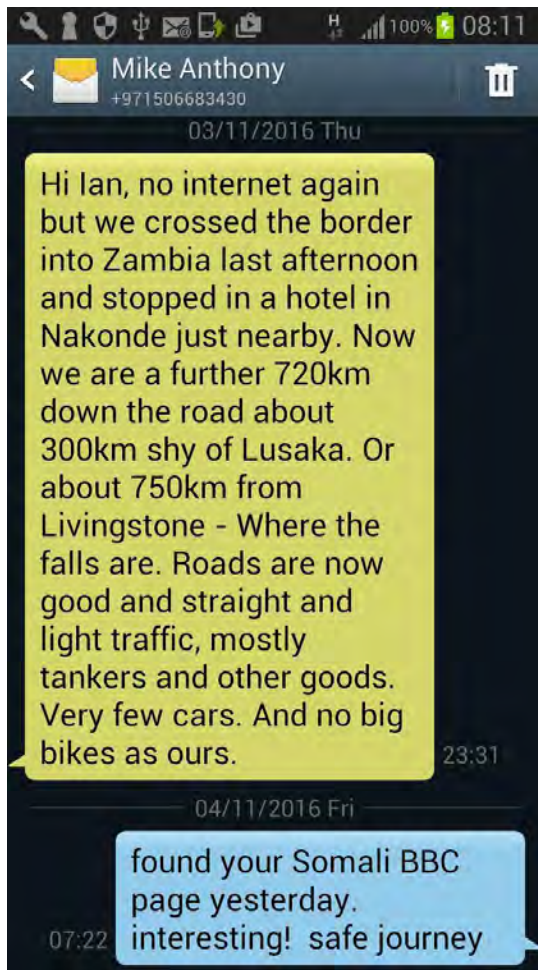 100% 08:11
Mike Anthony
+971506683430
03/11/2016 Thu
Hi Ian, no internet again
but we crossed the border
into Zambia last afternoon
and stopped in a hotel in
Nakonde just nearby. Now
we are a further 720km
down the road about
300km shy of Lusaka. Or
about 750km from
Livingstone - Where the
falls are. Roads are now
good and straight and
light traffic, mostly
tankers and other goods.
Very few cars. And no big
bikes as ours.
23:31
04/11/2016 Fri
found your Somali BBC
page yesterday.
interesting!  safe journey
07:22